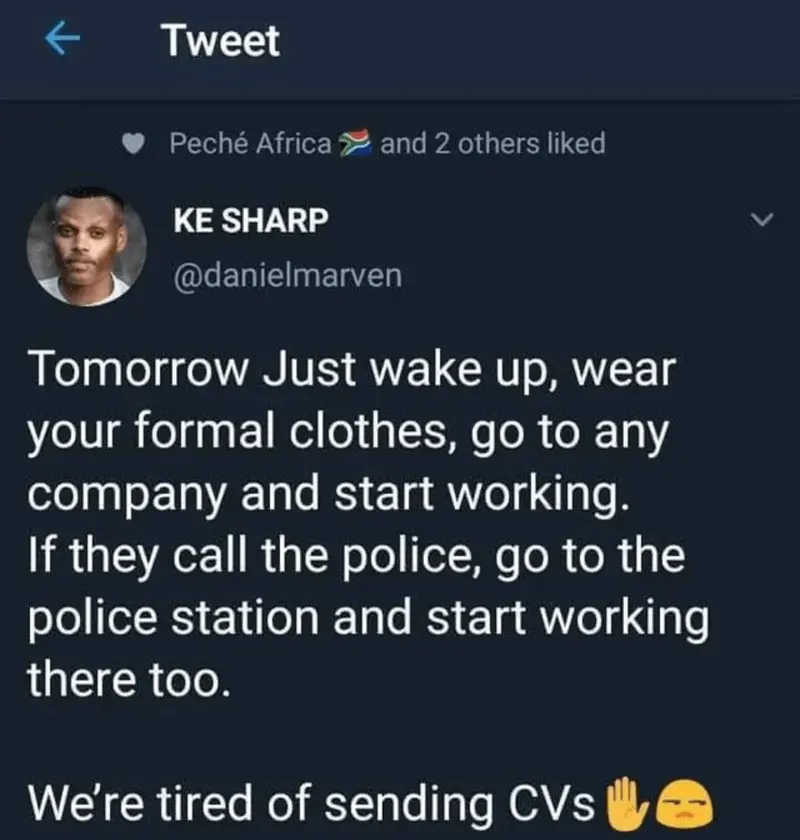 Tweet
Peché Africa 🇿🇦 and 2 others liked
KE SHARP
@danielmarven
Tomorrow Just wake up, wear
your formal clothes, go to any
company and start working.
If they call the police, go to the
police station and start working
there too.
We're tired of sending CVs✋😑